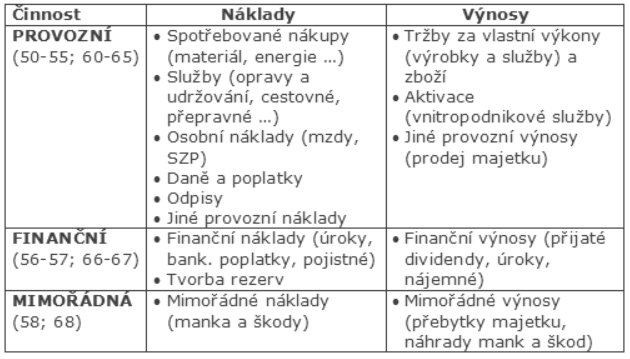 Činnost Náklady Výnosy
PROVOZNÍ
(50-55; 60-65)
• Spotřebované nákupy
(materiál, energie …)
• Služby (opravy a
udržování, cestovné,
přepravné …)
• Osobní náklady (mzdy,
SZP)
• Daně a poplatky
• Odpisy
• Jiné provozní náklady
• Tržby za vlastní výkony
(výrobky a služby) a
zboží
• Aktivace
(vnitropodnikové služby)
• Jiné provozní výnosy
(prodej majetku)
FINANČNÍ
(56-57; 66-67)
• Finanční náklady (úroky,
bank. poplatky, pojistné)
• Tvorba rezerv
• Finanční výnosy (přijaté
dividendy, úroky,
nájemné)
MIMOŘÁDNÁ
(58; 68)
• Mimořádné náklady
(manka a škody)
• Mimořádné výnosy
(přebytky majetku,
náhrady mank a škod)